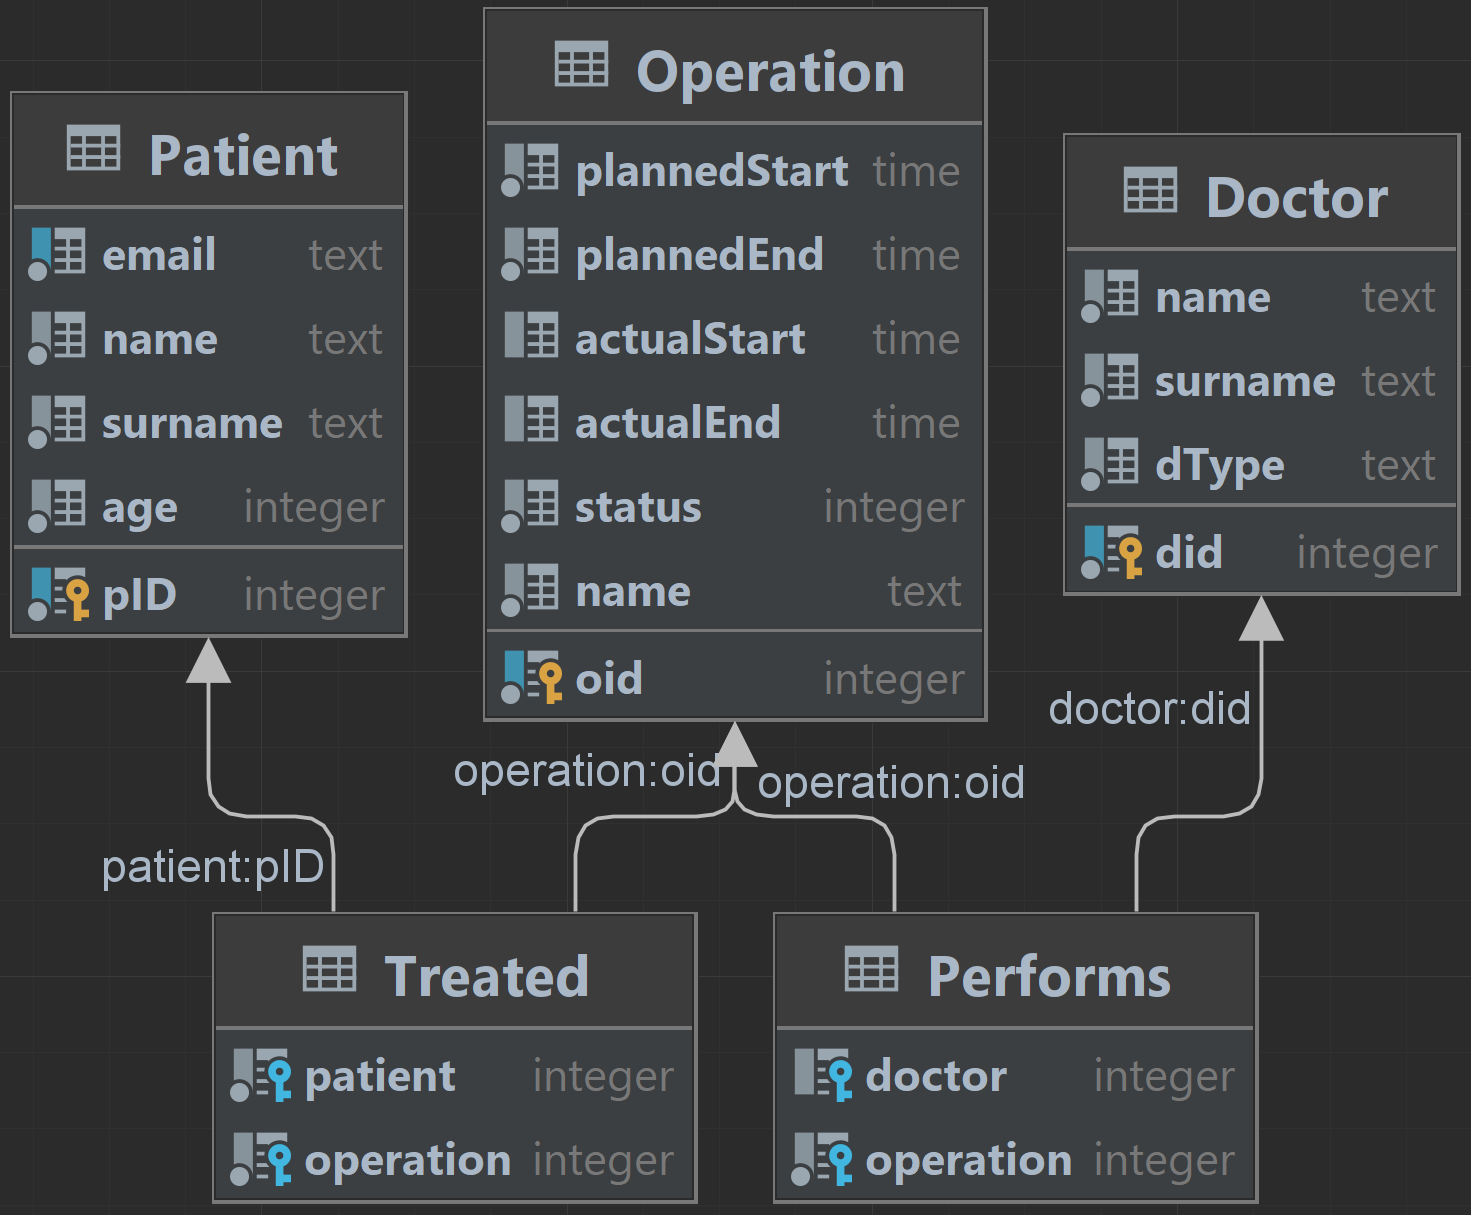 Patient
email text
name text
surname text
age integer
pID integer
Operation
plannedStart time
plannedEnd time
actualStart time
actualEnd time
status integer
name text
oid integer
Doctor
name text
surname text
dType text
did integer
patient:pID
operation:oid
operation:oid
doctor:did
Treated
patient integer
operation integer
Performs
doctor integer
operation integer